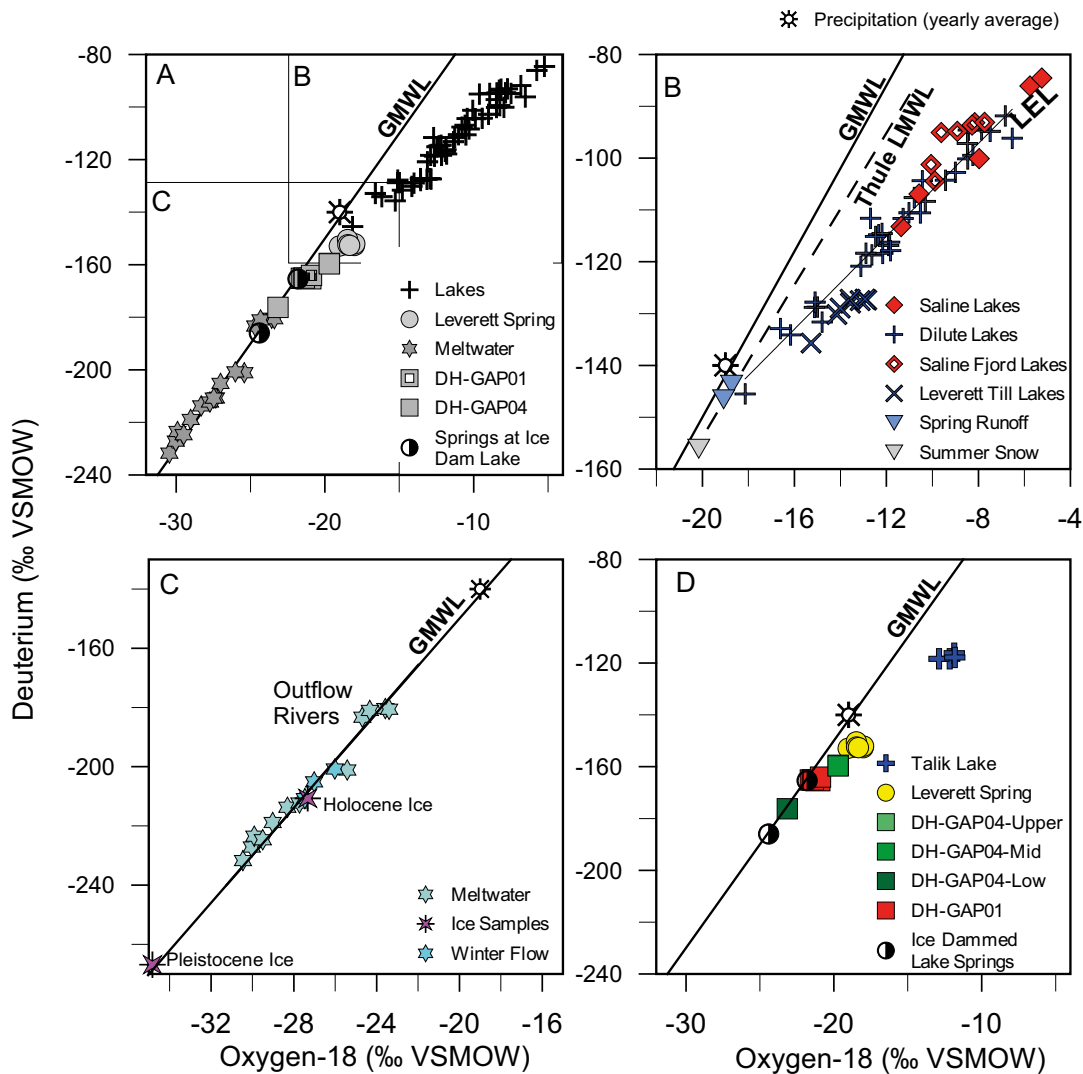 Precipitation (yearly average)
-80
-120
-160
-200
-240
-30
-20
-10
A
B
C
GMWL
Lakes
Leverett Spring
Meltwater
DH-GAP01
DH-GAP04
Springs at Ice
Dam Lake
-80
-100
-120
-140
-160
-20
-16
-12
-8
-4
B
GMWL
Thule LMWL
LEL
Saline Lakes
Dilute Lakes
Saline Fjord Lakes
Leverett Till Lakes
Spring Runoff
Summer Snow
Deuterium (‰ VSMOW)
-160
-200
-240
-32
-28
-24
-20
-16
C
GMWL
Outflow
Rivers
Holocene Ice
Pleistocene Ice
Meltwater
Ice Samples
Winter Flow
Oxygen-18 (‰ VSMOW)
-80
-120
-160
-200
-240
-30
-20
-10
D
GMWL
Talik Lake
Leverett Spring
DH-GAP04-Upper
DH-GAP04-Mid
DH-GAP04-Low
DH-GAP01
Ice Dammed
Lake Springs
Oxygen-18 (‰ VSMOW)